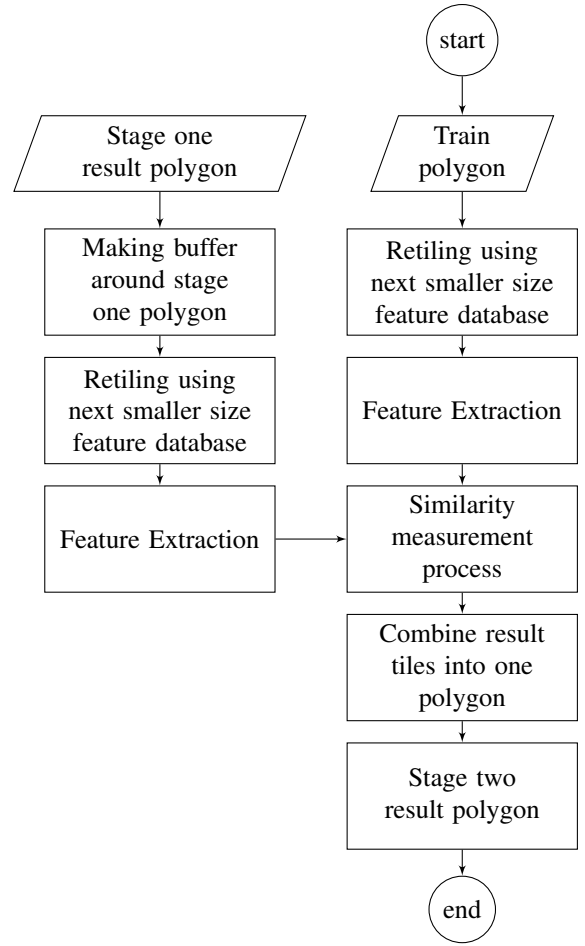 start
Stage one
result polygon
Train
polygon
Making buffer
around stage
one polygon
Retiling using
next smaller size
feature database
Retiling using
next smaller size
feature database
Feature Extraction
Feature Extraction
Similarity
measurement
process
Combine result
tiles into one
polygon
Stage two
result polygon
end